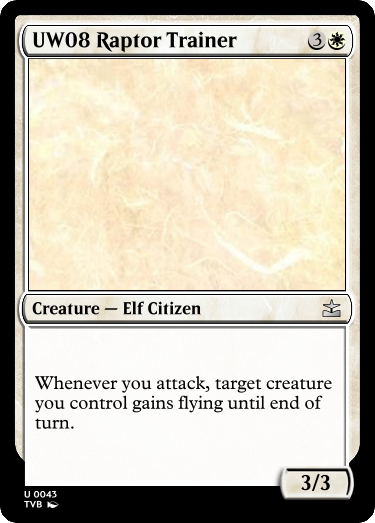 UW08 Raptor Trainer 3
Creature — Elf Citizen
Whenever you attack, target creature
you control gains flying until end of
turn.
3/3
U 0043
TVB